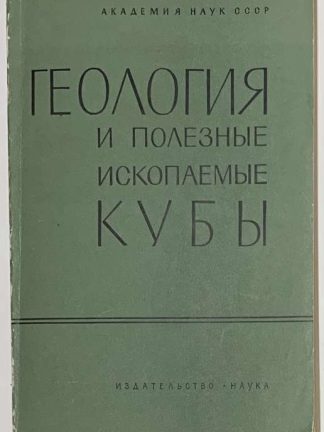 АКАДЕМИЯ НАУК СССР
ГЕОЛОГИЯ
И ПОЛЕЗНЫЕ
ИСКОПАЕМЫЕ
КУБЫ
ИЗДАТЕЛЬСТВО • НАУКА